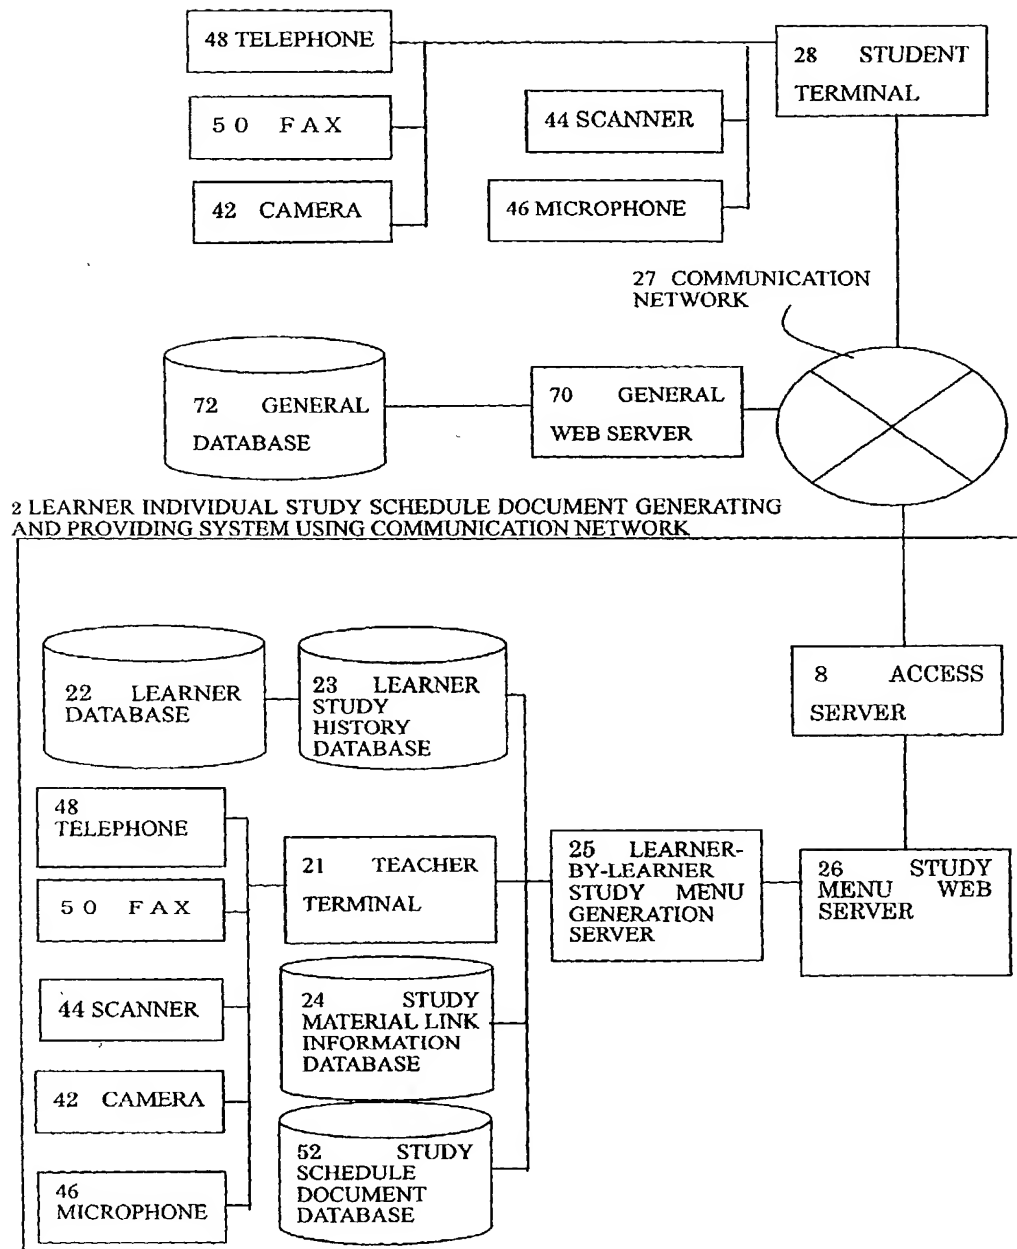 48 TELEPHONE
50 FAX
42 CAMERA
44 SCANNER
46 MICROPHONE
28 STUDENT
TERMINAL
27 COMMUNICATION
NETWORK
72 GENERAL
DATABASE
70 GENERAL
WEB SERVER
2 LEARNER INDIVIDUAL STUDY SCHEDULE DOCUMENT GENERATING
AND PROVIDING SYSTEM USING COMMUNICATION NETWORK
22 LEARNER
DATABASE
23 LEARNER
STUDY
HISTORY
DATABASE
8 ACCESS
SERVER
48
TELEPHONE
50 FAX
44 SCANNER
42 CAMERA
46
MICROPHONE
21 TEACHER
TERMINAL
24 STUDY
MATERIAL LINK
INFORMATION
DATABASE
52 STUDY
SCHEDULE
DOCUMENT
DATABASE
25 LEARNER-
BY-LEARNER
STUDY MENU
GENERATION
SERVER
26 STUDY
MENU WEB
SERVER